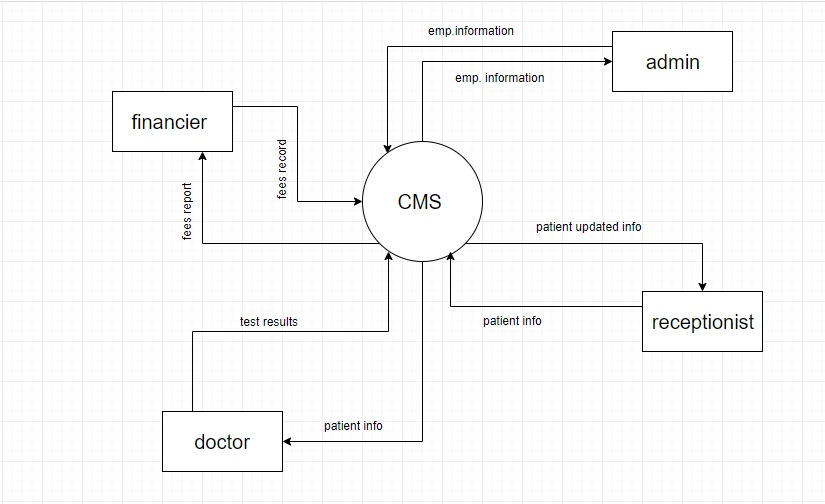 emp.information
admin
emp. information
financier
fees record
CMS
fees report
patient updated info
receptionist
patient info
test results
patient info
doctor